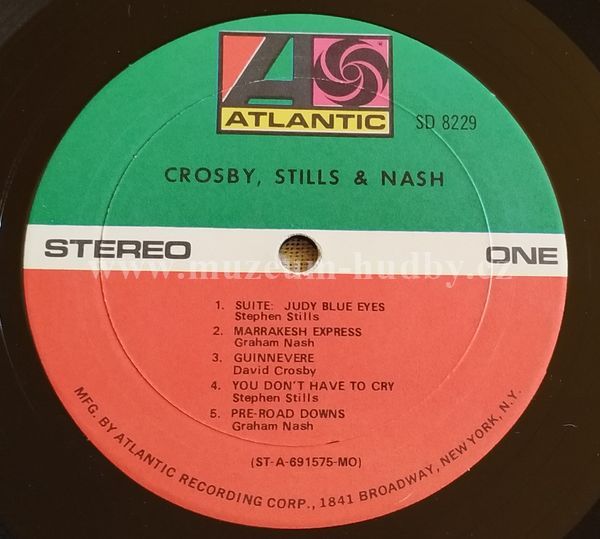 ATLANTIC
SD 8229
CROSBY, STILLS & NASH
STEREO ONE
www.muzeum-hudby.cz
1. SUITE: JUDY BLUE EYES
Stephen Stills
2. MARRAKESH EXPRESS
Graham Nash
3. GUINNEVERE
David Crosby
4. YOU DON'T HAVE TO CRY
Stephen Stills
5. PRE-ROAD DOWNS
Graham Nash
(ST-A-691575-MO)
MFG. BY ATLANTIC RECORDING CORP., 1841 BROADWAY, NEW YORK, N.Y.